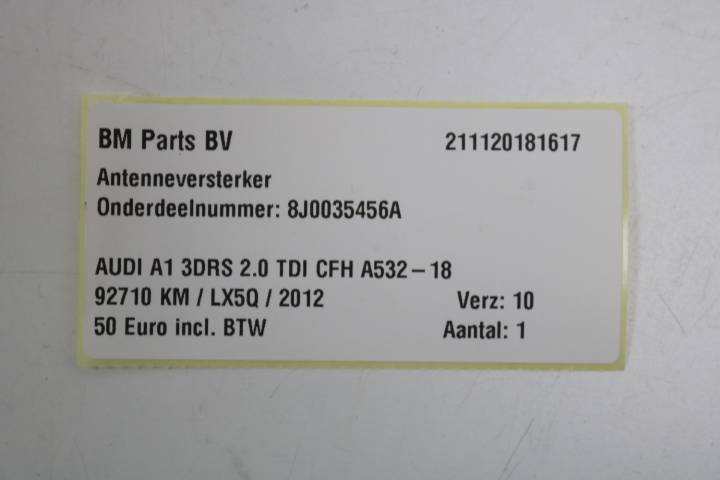 BM Parts BV 211120181617
Antenneversterker
Onderdeelnummer: 8J0035456A
AUDI A1 3DRS 2.0 TDI CFH A532-18
92710 KM / LX5Q / 2012 Verz: 10
50 Euro incl. BTW Aantal: 1